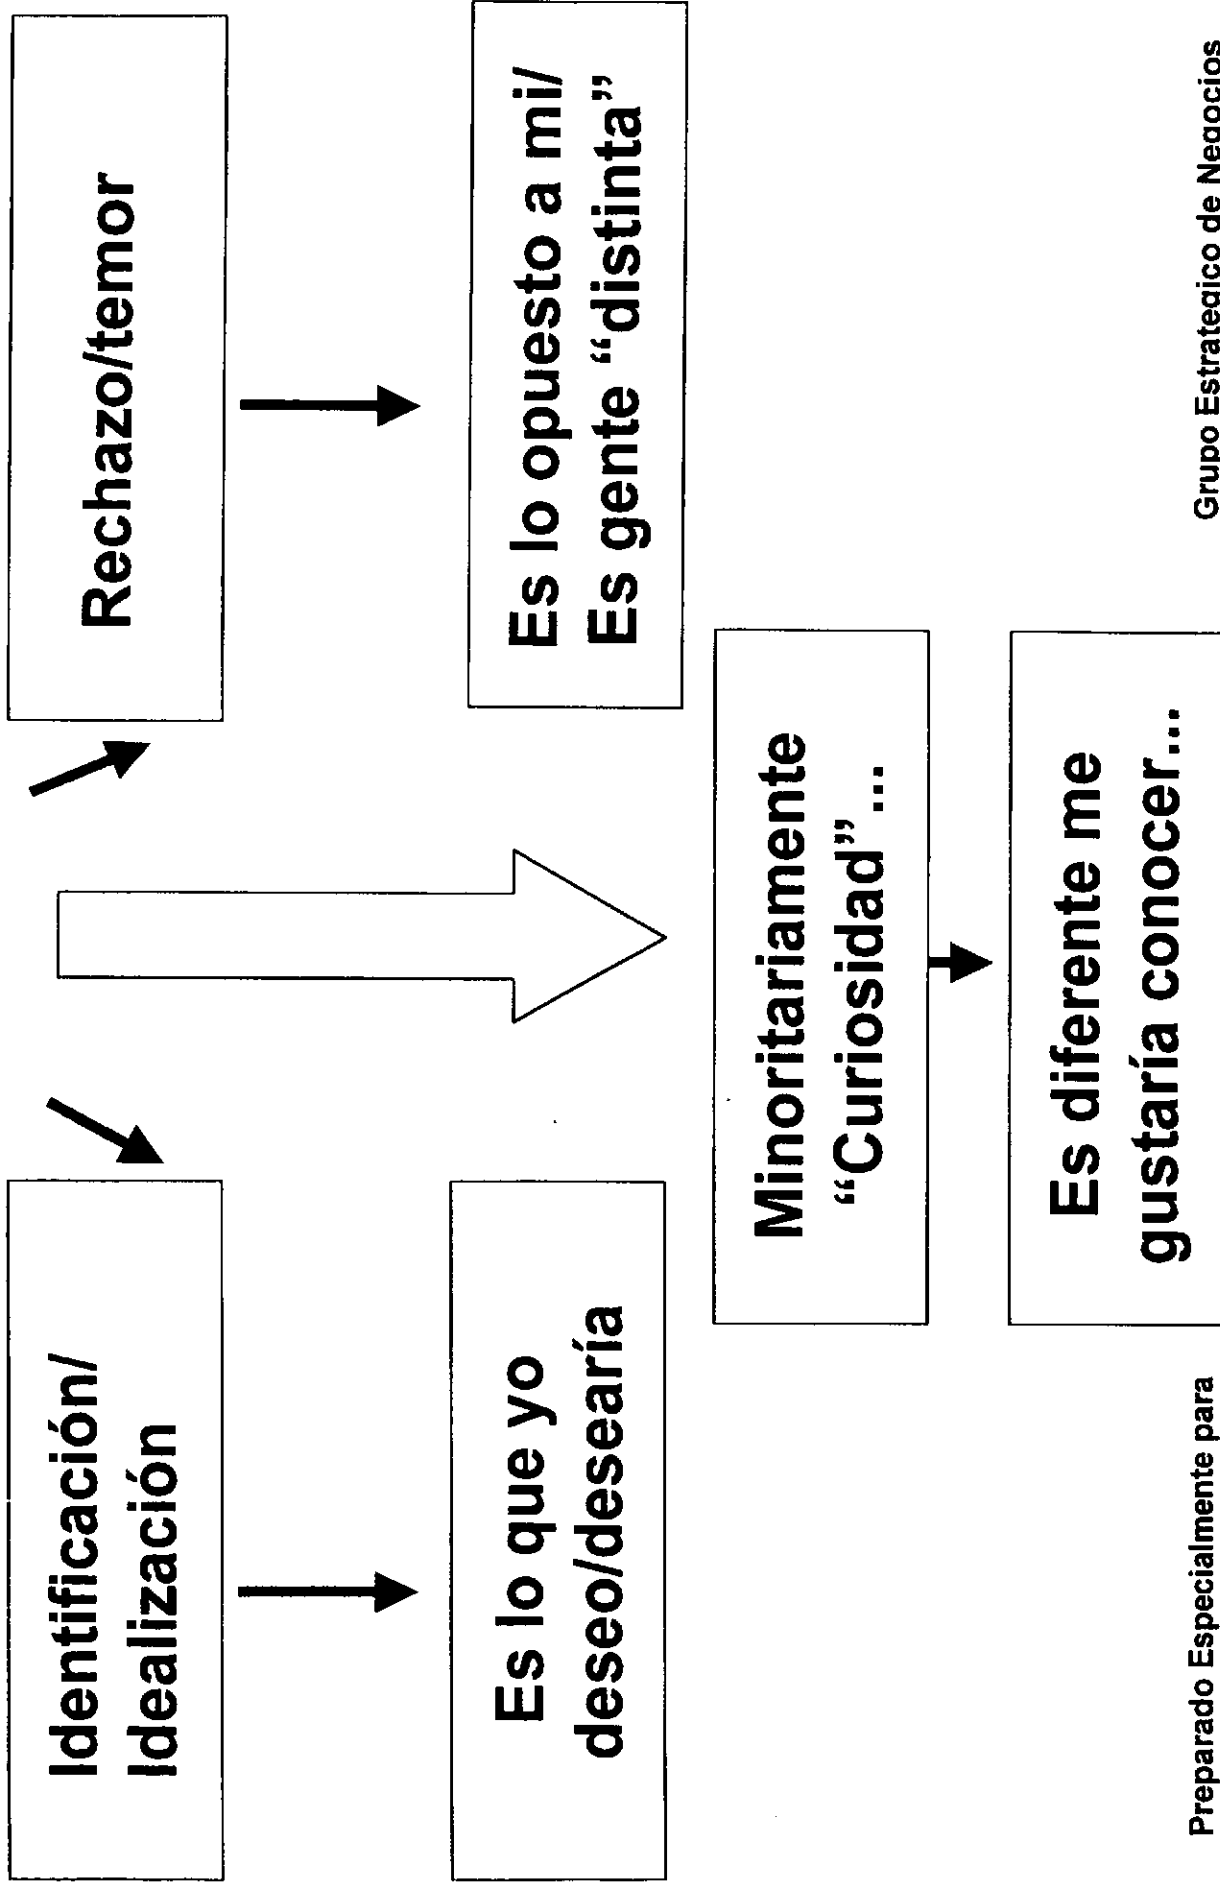 Identificación/
Idealización
Rechazo/temor
Es lo que yo
deseo/desearía
Es lo opuesto a mi/
Es gente “distinta”
Minoritariamente
“Curiosidad”...
Es diferente me
gustaría conocer...
Preparado Especialmente para
Grupo Estrategico de Negocios